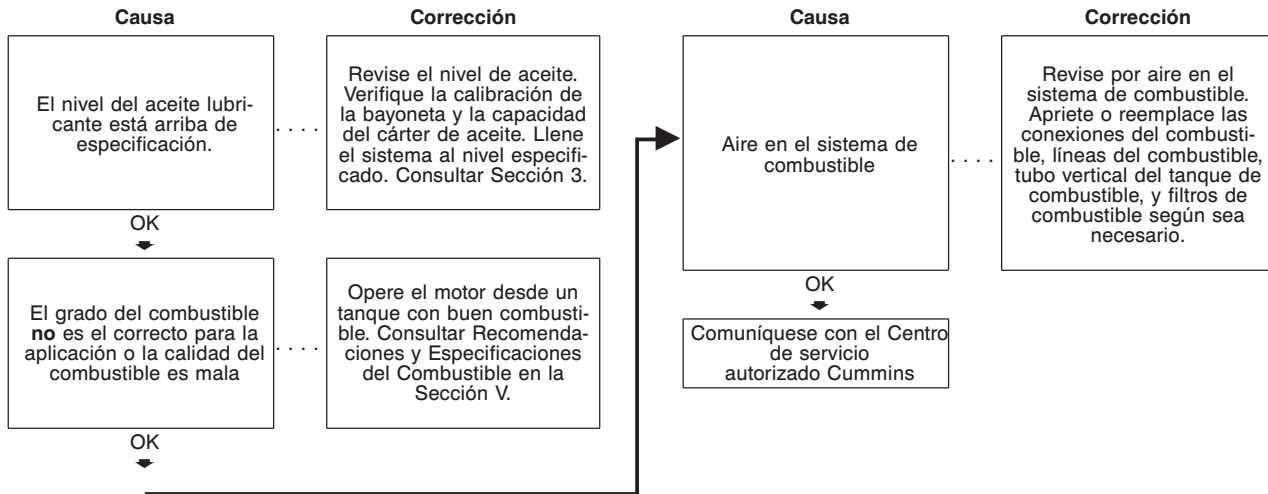 Causa
Corrección
El nivel del aceite lubri-
cante está arriba de
especificación.
. . . .
Revise el nivel de aceite.
Verifique la calibración de
la bayoneta y la capacidad
del cárter de aceite. Llene
el sistema al nivel especifi-
cado. Consultar Sección 3.
OK
El grado del combustible
no es el correcto para la
aplicación o la calidad del
combustible es mala
. . . .
Opere el motor desde un
tanque con buen combusti-
ble. Consultar Recomenda-
ciones y Especificaciones
del Combustible en la
Sección V.
OK
Causa
Corrección
Aire en el sistema de
combustible
. . . .
Revise por aire en el
sistema de combustible.
Apriete o reemplace las
conexiones del combusti-
ble, líneas del combustible,
tubo vertical del tanque de
combustible, y filtros de
combustible según sea
necesario.
OK
Comuníquese con el Centro
de servicio
autorizado Cummins